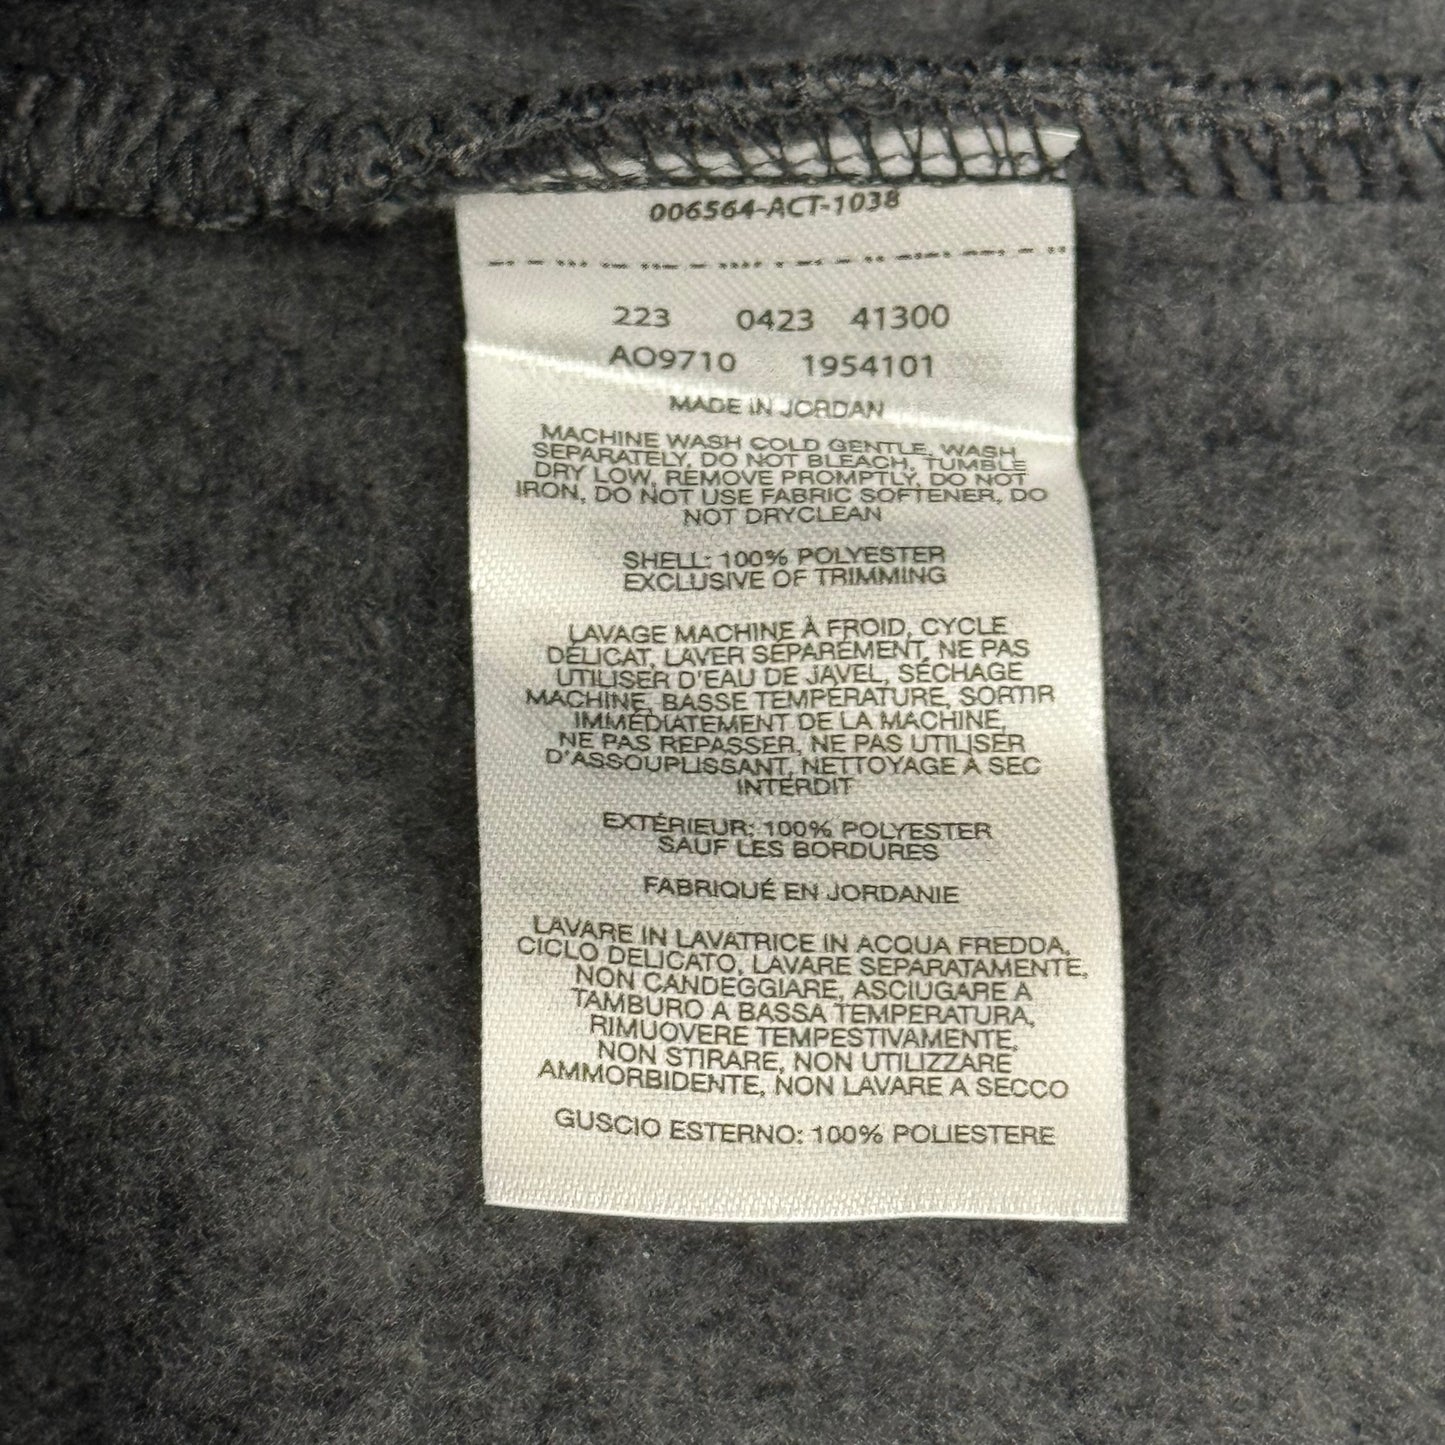 006564-ACT-1038
223 0423 41300
AO9710 1954101
MADE IN JORDAN
MACHINE WASH COLD GENTLE, WASH
SEPARATELY, DO NOT BLEACH, TUMBLE
DRY LOW, REMOVE PROMPTLY, DO NOT
IRON, DO NOT USE FABRIC SOFTENER, DO
NOT DRYCLEAN
SHELL: 100% POLYESTER
EXCLUSIVE OF TRIMMING
LAVAGE MACHINE À FROID, CYCLE
DÉLICAT, LAVER SÉPARÉMENT, NE PAS
UTILISER D'EAU DE JAVEL, SÉCHAGE
MACHINE, BASSE TEMPÉRATURE, SORTIR
IMMÉDIATEMENT DE LA MACHINE,
NE PAS REPASSER, NE PAS UTILISER
D'ASSOUPLISSANT, NETTOYAGE À SEC
INTERDIT
EXTÉRIEUR: 100% POLYESTER
SAUF LES BORDURES
FABRIQUÉ EN JORDANIE
LAVARE IN LAVATRICE IN ACQUA FREDDA,
CICLO DELICATO, LAVARE SEPARATAMENTE,
NON CANDEGGIARE, ASCIUGARE A
TAMBURO A BASSA TEMPERATURA,
RIMUOVERE TEMPESTIVAMENTE,
NON STIRARE, NON UTILIZZARE
AMMORBIDENTE, NON LAVARE A SECCO
GUSCIO ESTERNO: 100% POLIESTERE